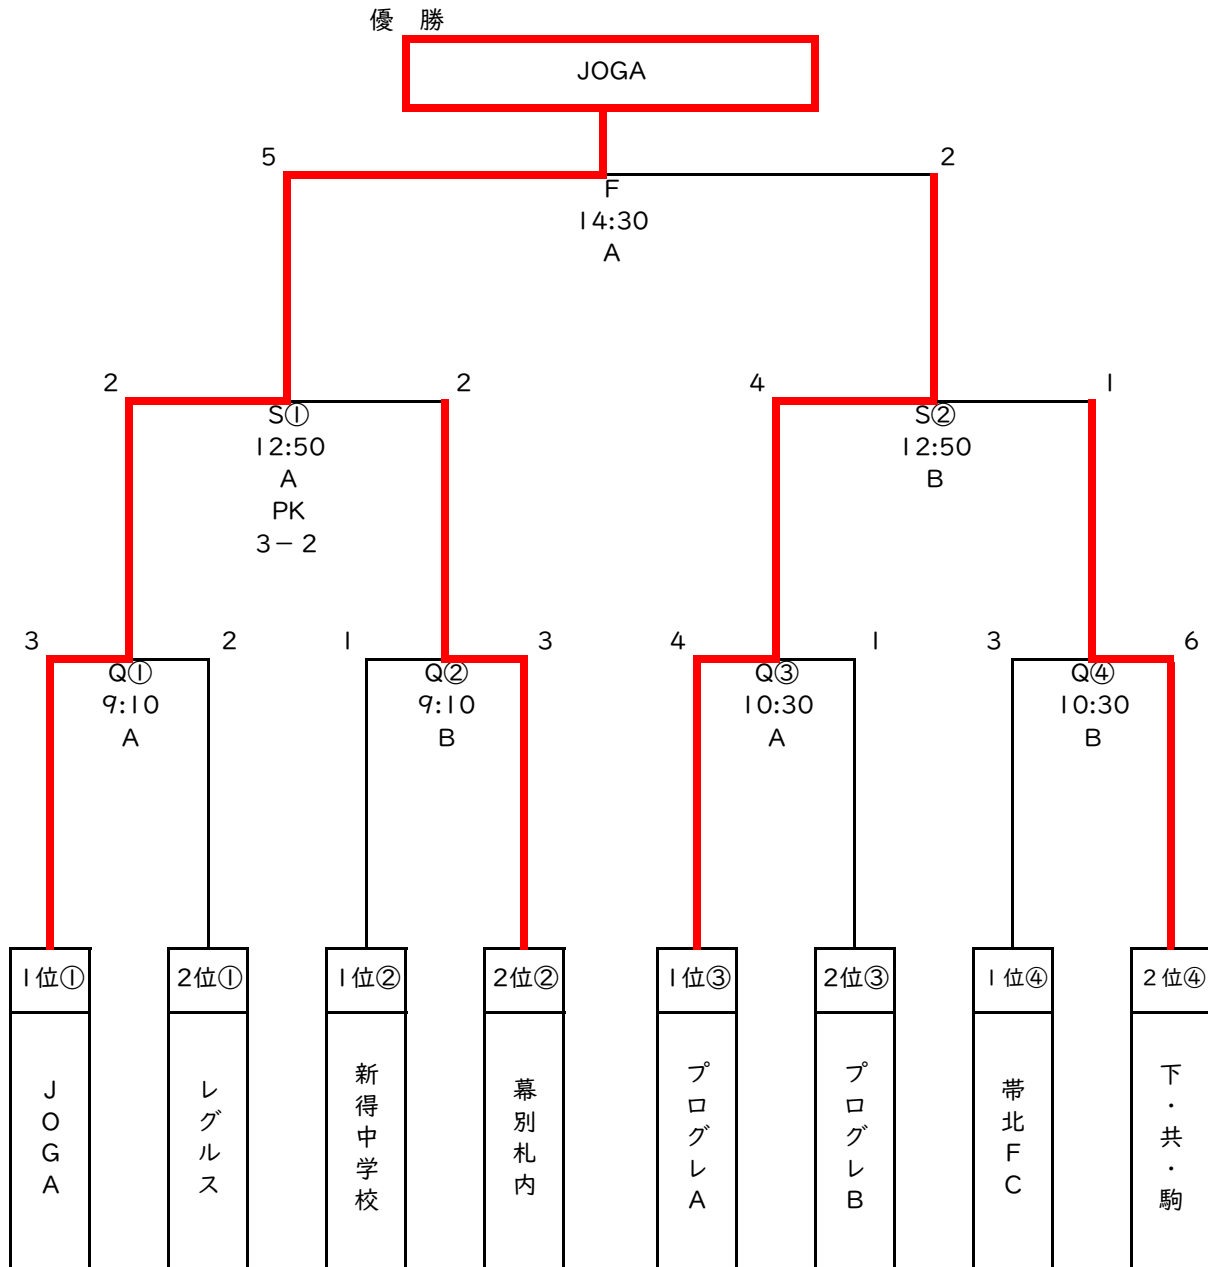 優　勝
JOGA
5
2
F
14:30
A
2
2
4
1
S①
12:50
A
PK
3－2
S②
12:50
B
3
2
1
3
4
1
3
6
Q①
9:10
A
Q②
9:10
B
Q③
10:30
A
Q④
10:30
B
1位①
2位①
1位②
2位②
1位③
2位③
1位④
2位④
JOGA
レグルス
新得中学校
幕別札内
プログレA
プログレB
帯北FC
下・共・駒